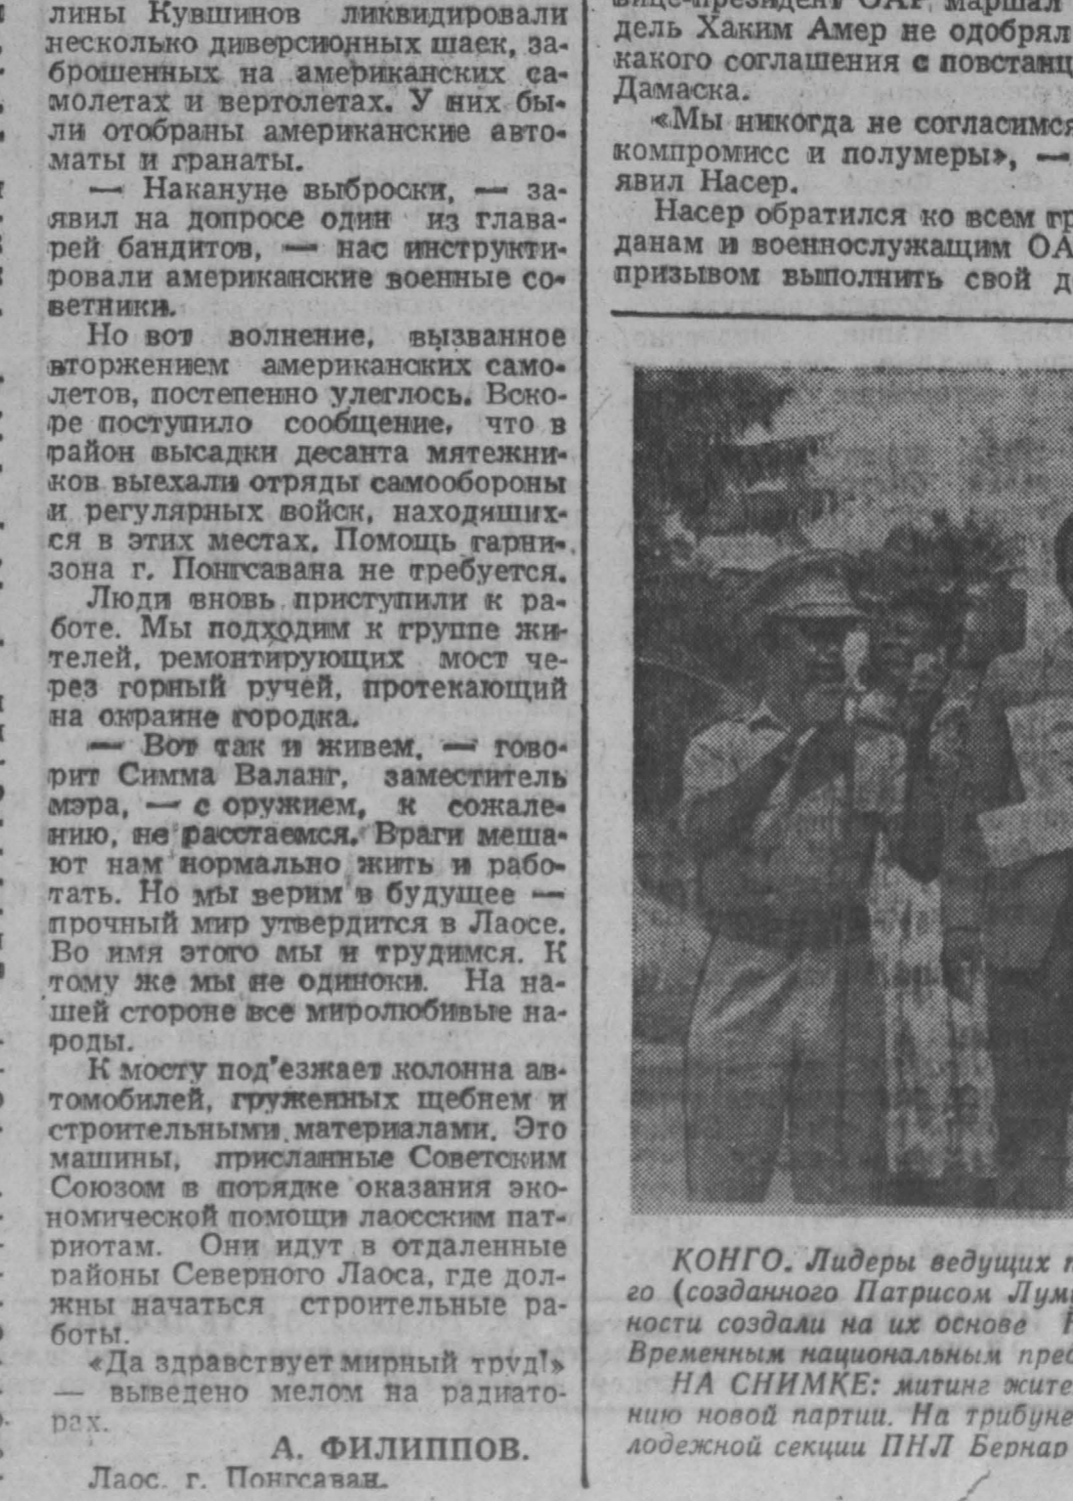 лины Кувшинов ликвидировали
несколько диверсионных шаек, за-
брошенных на американских са-
молетах и вертолетах. У них бы-
ли отобраны американские авто-
маты и гранаты.
— Накануне выброски, — за-
явил на допросе один из глава-
рей бандитов, — нас инструкти-
ровали американские военные со-
ветники.
Но вот волнение, вызванное
вторжением американских само-
летов, постепенно улеглось. Вско-
ре поступило сообщение, что в
район высадки десанта мятежни-
ков выехали отряды самообороны
и регулярных войск, находящих-
ся в этих местах. Помощь гарни-
зона г. Понгсавана не требуется.
Люди вновь приступили к ра-
боте. Мы подходим к группе жи-
телей, ремонтирующих мост че-
рез горный ручей, протекающий
на окраине городка.
— Вот так и живем, — гово-
рит Симма Валанг, заместитель
мэра, — с оружием, к сожале-
нию, не расстаемся. Враги меша-
ют нам нормально жить и рабо-
тать. Но мы верим в будущее —
прочный мир утвердится в Лаосе.
Во имя этого мы и трудимся. К
тому же мы не одиноки. На на-
шей стороне все миролюбивые на-
роды.
К мосту под'езжает колонна ав-
томобилей, груженных щебнем и
строительными материалами. Это
машины, присланные Советским
Союзом в порядке оказания эко-
номической помощи лаосским пат-
риотам. Они идут в отдаленные
районы Северного Лаоса, где дол-
жны начаться строительные ра-
боты.
«Да здравствует мирный труд!»
— выведено мелом на радиато-
рах.
А. ФИЛИППОВ.
Лаос, г. Понгсаван.
вице-президент ОАР маршал
дель Хаким Амер не одобрял
какого соглашения с повстанц
Дамаска.
«Мы никогда не согласимся
компромисс и полумеры», —
явил Насер.
Насер обратился ко всем гр
данам и военнослужащим ОА
призывом выполнить свой д
КОНГО. Лидеры ведущих п
го (созданного Патрисом Лум
ности создали на их основе Н
Временным национальным пред
НА СНИМКЕ: митинг жите
нию новой партии. На трибуне
лодежной секции ПНЛ Бернар